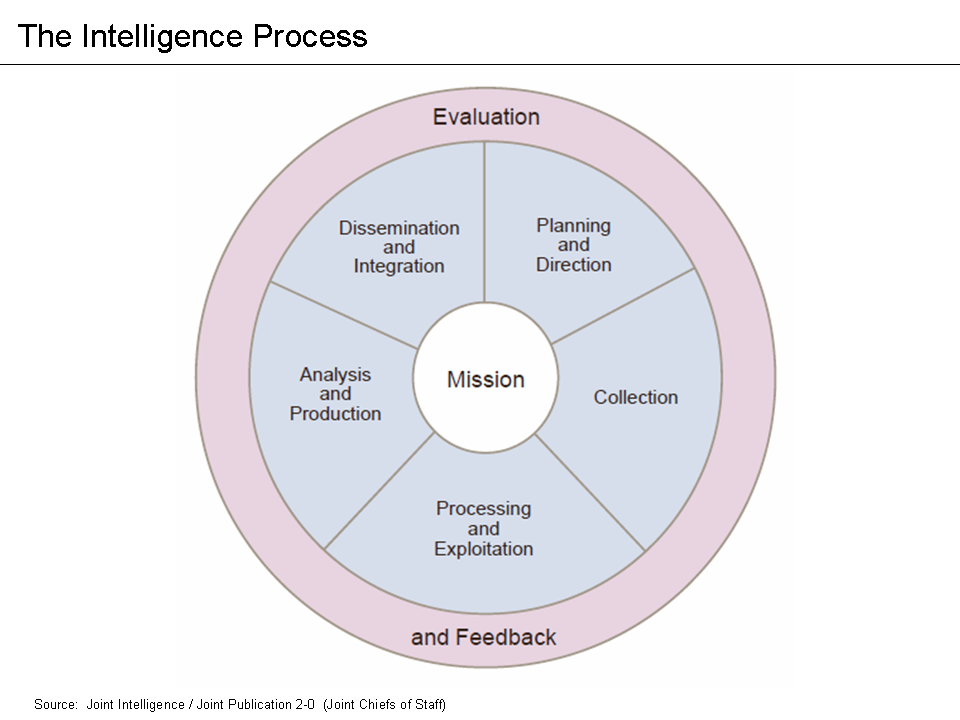 The Intelligence Process
Evaluation
Dissemination
and
Integration
Planning
and
Direction
Analysis
and
Production
Mission
Collection
Processing
and
Exploitation
and Feedback
Source:  Joint Intelligence / Joint Publication 2-0  (Joint Chiefs of Staff)